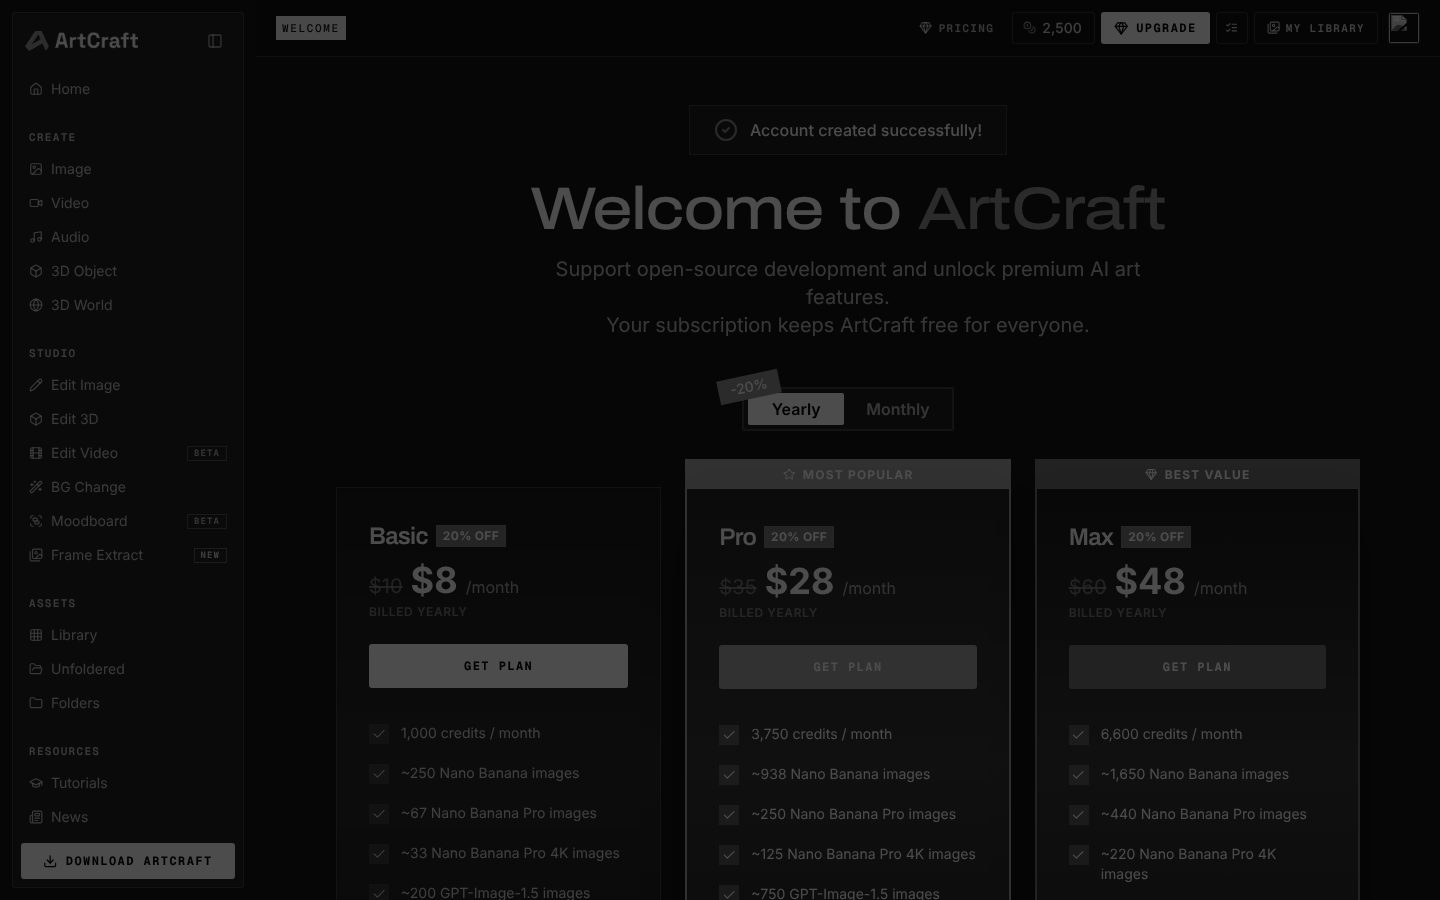 ArtCraft
Home
CREATE
Image
Video
Audio
3D Object
3D World
STUDIO
Edit Image
Edit 3D
Edit Video BETA
BG Change
Moodboard BETA
Frame Extract NEW
ASSETS
Library
Unfoldered
Folders
RESOURCES
Tutorials
News
DOWNLOAD ARTCRAFT
WELCOME
PRICING
2,500
UPGRADE
MY LIBRARY
Account created successfully!
Welcome to ArtCraft
Support open-source development and unlock premium AI art
features.
Your subscription keeps ArtCraft free for everyone.
-20%
Yearly
Monthly
Basic 20% OFF
$10 $8 /month
BILLED YEARLY
GET PLAN
1,000 credits / month
~250 Nano Banana images
~67 Nano Banana Pro images
~33 Nano Banana Pro 4K images
~200 GPT-Image-1.5 images
MOST POPULAR
Pro 20% OFF
$35 $28 /month
BILLED YEARLY
GET PLAN
3,750 credits / month
~938 Nano Banana images
~250 Nano Banana Pro images
~125 Nano Banana Pro 4K images
~750 GPT-Image-1.5 images
BEST VALUE
Max 20% OFF
$60 $48 /month
BILLED YEARLY
GET PLAN
6,600 credits / month
~1,650 Nano Banana images
~440 Nano Banana Pro images
~220 Nano Banana Pro 4K
images